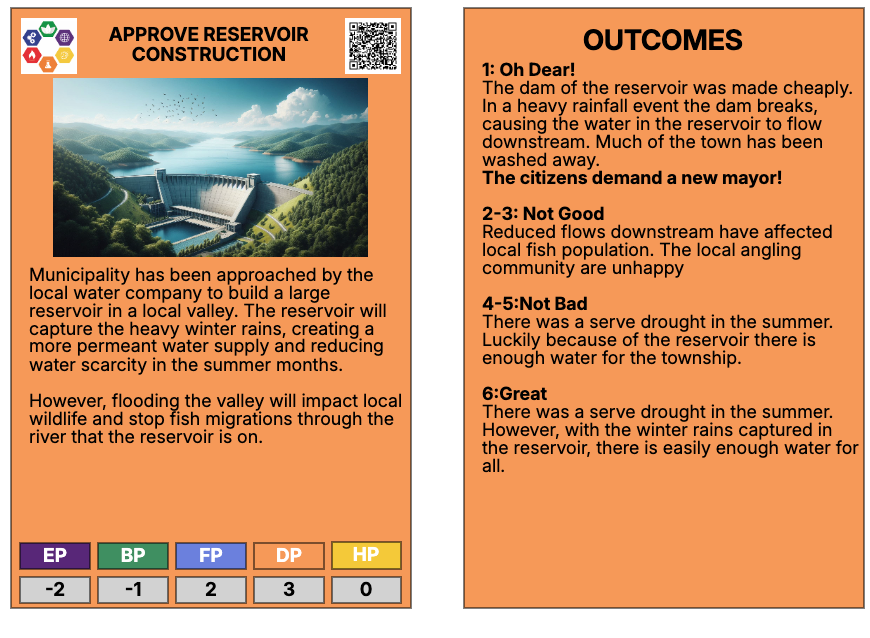 APPROVE RESERVOIR
CONSTRUCTION
Municipality has been approached by the
local water company to build a large
reservoir in a local valley. The reservoir will
capture the heavy winter rains, creating a
more permeant water supply and reducing
water scarcity in the summer months.
However, flooding the valley will impact local
wildlife and stop fish migrations through the
river that the reservoir is on.
EP BP FP DP HP
-2 -1 2 3 0
OUTCOMES
1: Oh Dear!
The dam of the reservoir was made cheaply.
In a heavy rainfall event the dam breaks,
causing the water in the reservoir to flow
downstream. Much of the town has been
washed away.
The citizens demand a new mayor!
2-3: Not Good
Reduced flows downstream have affected
local fish population. The local angling
community are unhappy
4-5:Not Bad
There was a serve drought in the summer.
Luckily because of the reservoir there is
enough water for the township.
6:Great
There was a serve drought in the summer.
However, with the winter rains captured in
the reservoir, there is easily enough water for
all.